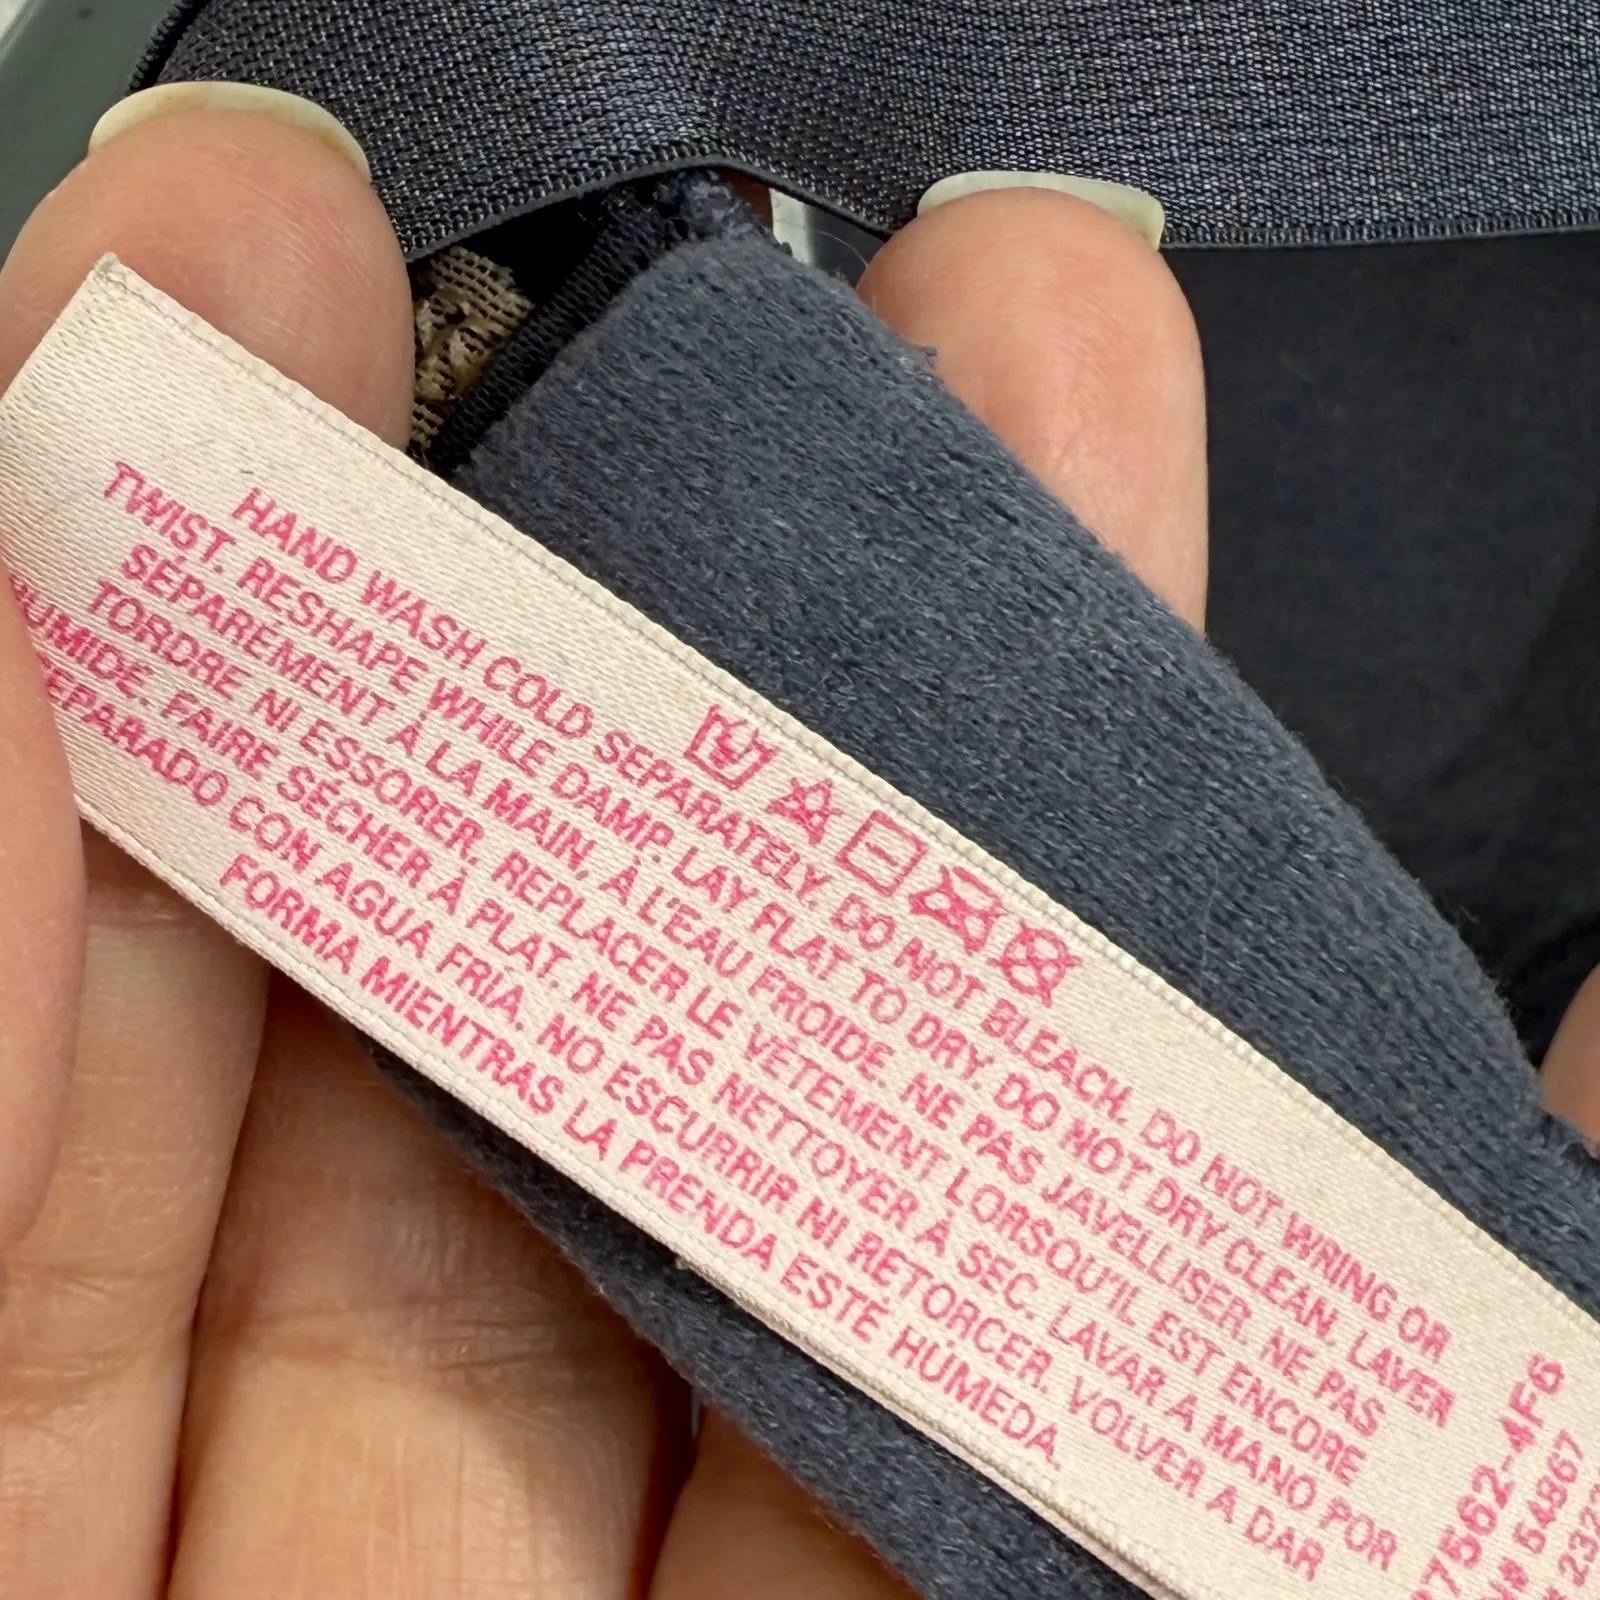 HAND WASH COLD SEPARATELY. DO NOT BLEACH. DO NOT WRING OR
TWIST. RESHAPE WHILE DAMP. LAY FLAT TO DRY. DO NOT DRY CLEAN. LAVER
SÉPARÉMENT À LA MAIN, À L'EAU FROIDE. NE PAS JAVELLISER. NE PAS
TORDRE NI ESSORER. REPLACER LE VÊTEMENT LORSQU'IL EST ENCORE
HUMIDE. FAIRE SÉCHER À PLAT. NE PAS NETTOYER À SEC. LAVAR A MANO POR
SEPARADO CON AGUA FRÍA. NO ESCURRIR NI RETORCER. VOLVER A DAR
FORMA MIENTRAS LA PRENDA ESTÉ HÚMEDA.
7562-4F6
54867